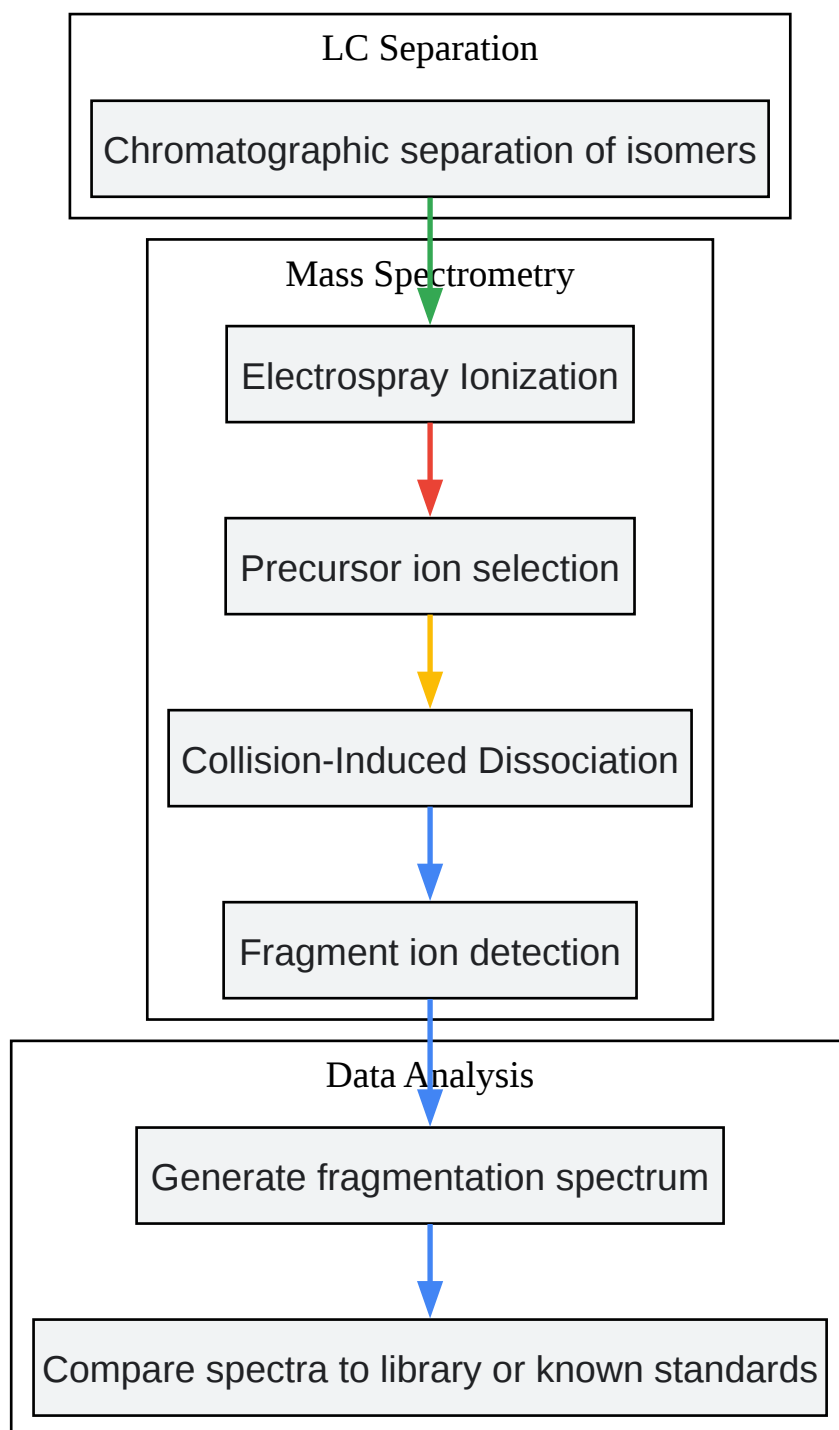 LC Separation
Chromatographic separation of isomers
Mass Spectrometry
Electrospray Ionization
Precursor ion selection
Collision-Induced Dissociation
Fragment ion detection
Data Analysis
Generate fragmentation spectrum
Compare spectra to library or known standards